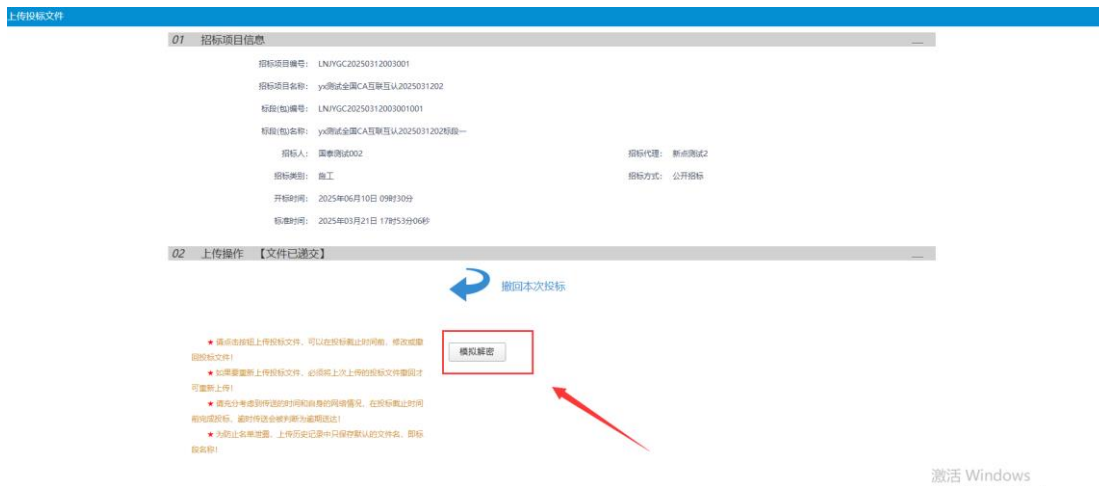 上传投标文件
01 招标项目信息
招标项目编号: LNJYGC20250312003001
招标项目名称: yx测试全国CA互联互认2025031202
标段(包)编号: LNJYGC20250312003001001
标段(包)名称: yx测试全国CA互联互认2025031202标段一
招标人: 国泰测试002 招标代理: 新点测试2
招标类别: 施工 招标方式: 公开招标
开标时间: 2025年06月10日 09时30分
标准时间: 2025年03月21日 17时53分06秒
02 上传操作 【文件已递交】
撤回本次投标
模拟解密
★ 请点击按钮上传投标文件，可以在投标截止时间前，修改或撤
回投标文件!
★ 如果要重新上传投标文件，必须将上次上传的投标文件撤回才
可重新上传!
★ 请充分考虑到传送的时间和自身的网络情况，在投标截止时间
前完成投标，逾时传送会被判断为逾期送达!
★ 为防止名单泄露，上传历史记录中只保存默认的文件名，即标
段名称!
激活 Windows